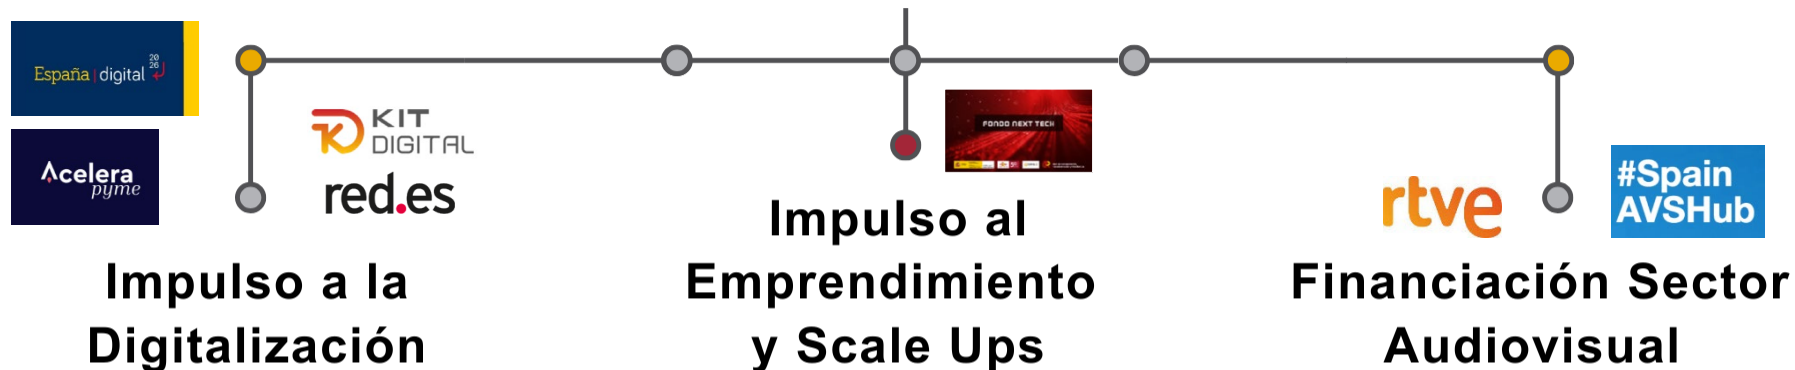 España | digital 2026
Acelera
pyme
KIT
DIGITAL
red.es
Impulso a la
Digitalización
FONDO NEXT TECH
Impulso al
Emprendimiento
y Scale Ups
rtve
#Spain
AVSHub
Financiación Sector
Audiovisual